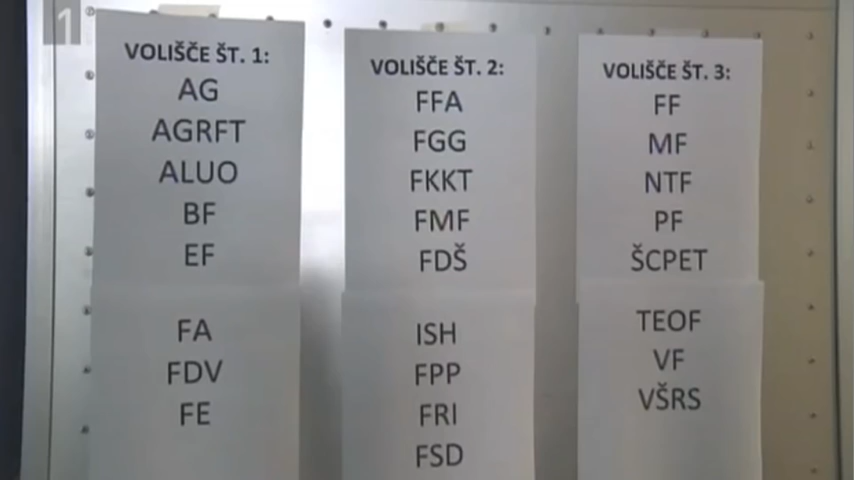 1
VOLIŠČE ŠT. 1:
AG
AGRFT
ALUO
BF
EF
FA
FDV
FE
VOLIŠČE ŠT. 2:
FFA
FGG
FKKT
FMF
FDŠ
ISH
FPP
FRI
FSD
VOLIŠČE ŠT. 3:
FF
MF
NTF
PF
ŠCPET
TEOF
VF
VŠRS